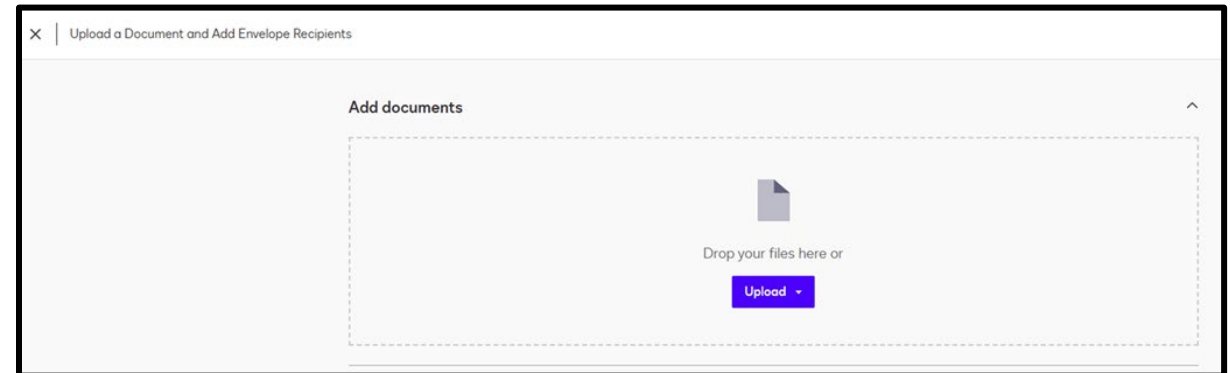 Upload a Document and Add Envelope Recipients
Add documents
Drop your files here or
Upload